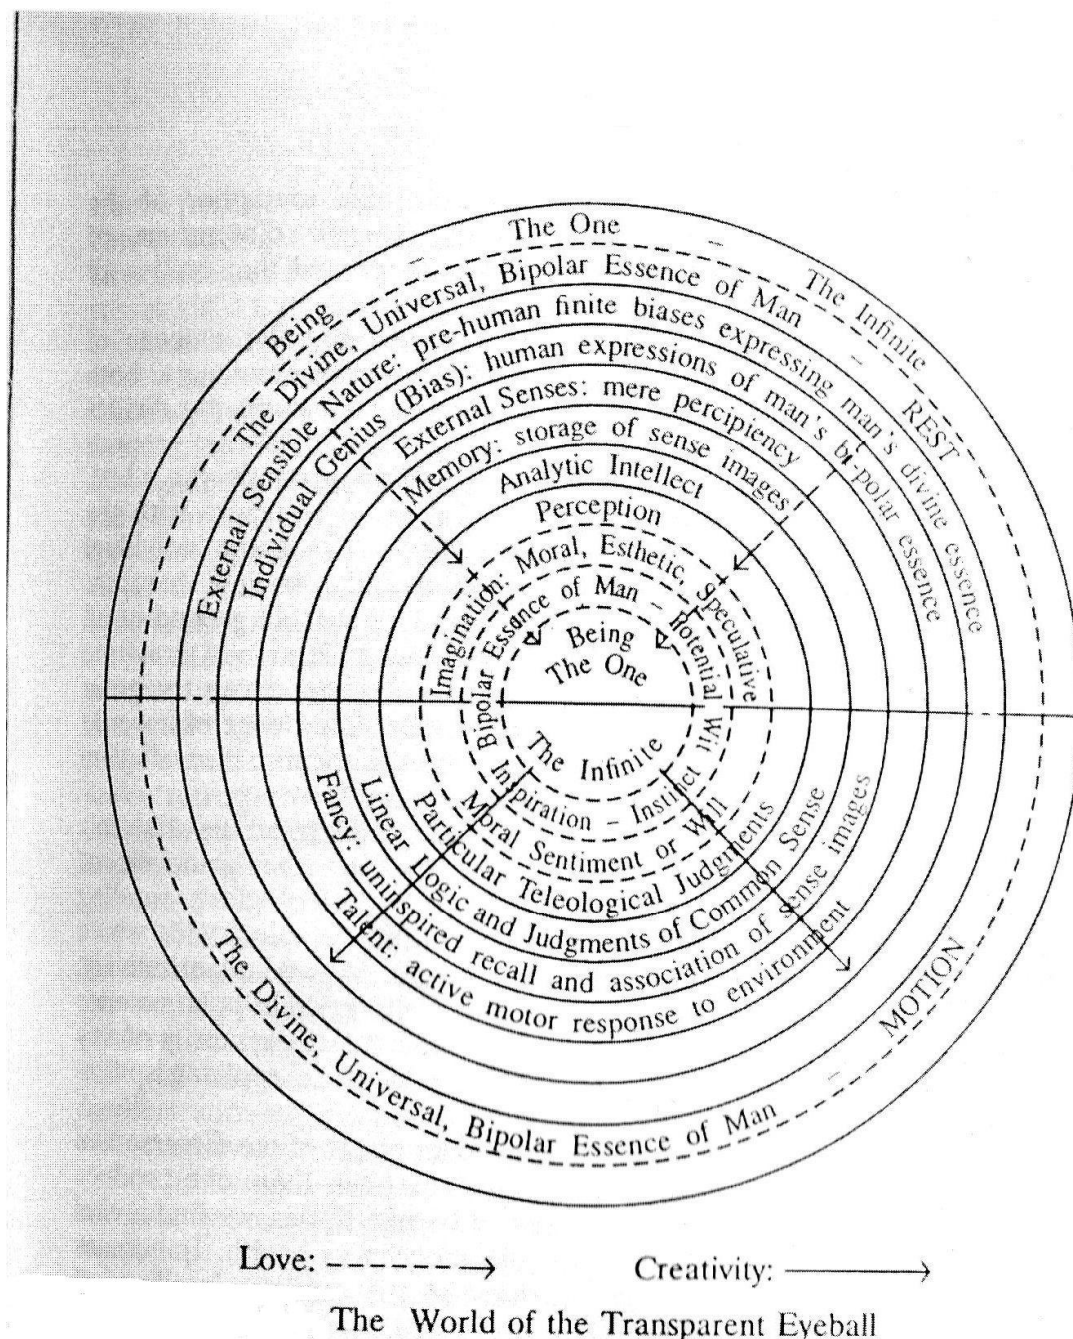 Being – The One – The Infinite
The Divine, Universal, Bipolar Essence of Man – REST
External Sensible Nature: pre-human finite biases expressing man's divine essence
Individual Genius (Bias): human expressions of man's bi-polar essence
External Senses: mere percipiency
Memory: storage of sense images
Analytic Intellect
Perception
Imagination: Moral, Esthetic, Speculative
Bipolar Essence of Man – Potential Wit
Being
The One
The Infinite
Inspiration – Instinct
Moral Sentiment or Will
Particular Teleological Judgments
Linear Logic and Judgments of Common Sense
Fancy: uninspired recall and association of sense images
Talent: active motor response to environment
The Divine, Universal, Bipolar Essence of Man – MOTION
Love:
Creativity:
The World of the Transparent Eyeball